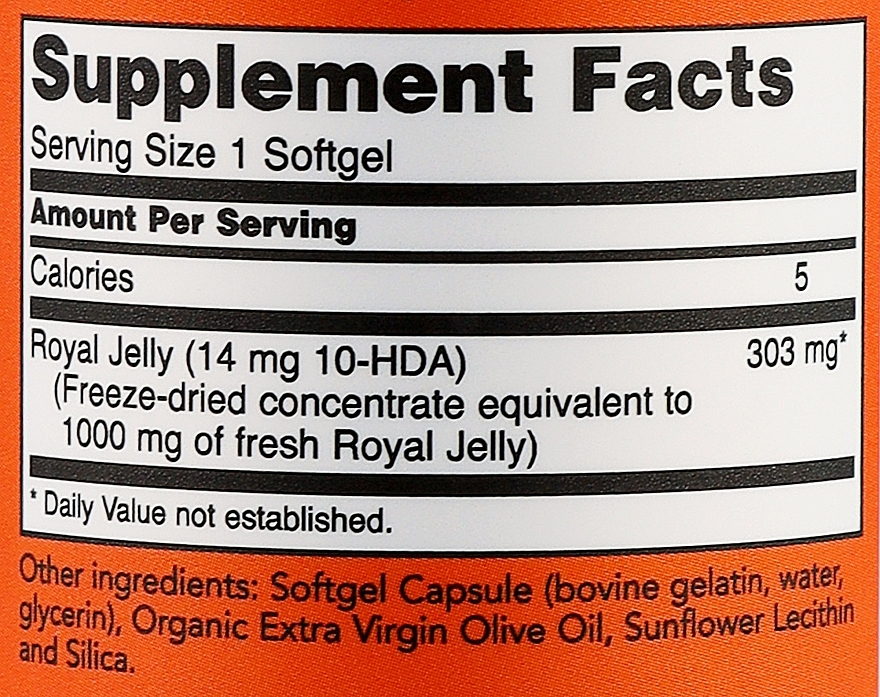 Supplement Facts
Serving Size 1 Softgel
Amount Per Serving
Calories 5
Royal Jelly (14 mg 10-HDA) 303 mg*
(Freeze-dried concentrate equivalent to
1000 mg of fresh Royal Jelly)
* Daily Value not established.
Other ingredients: Softgel Capsule (bovine gelatin, water,
glycerin), Organic Extra Virgin Olive Oil, Sunflower Lecithin
and Silica.